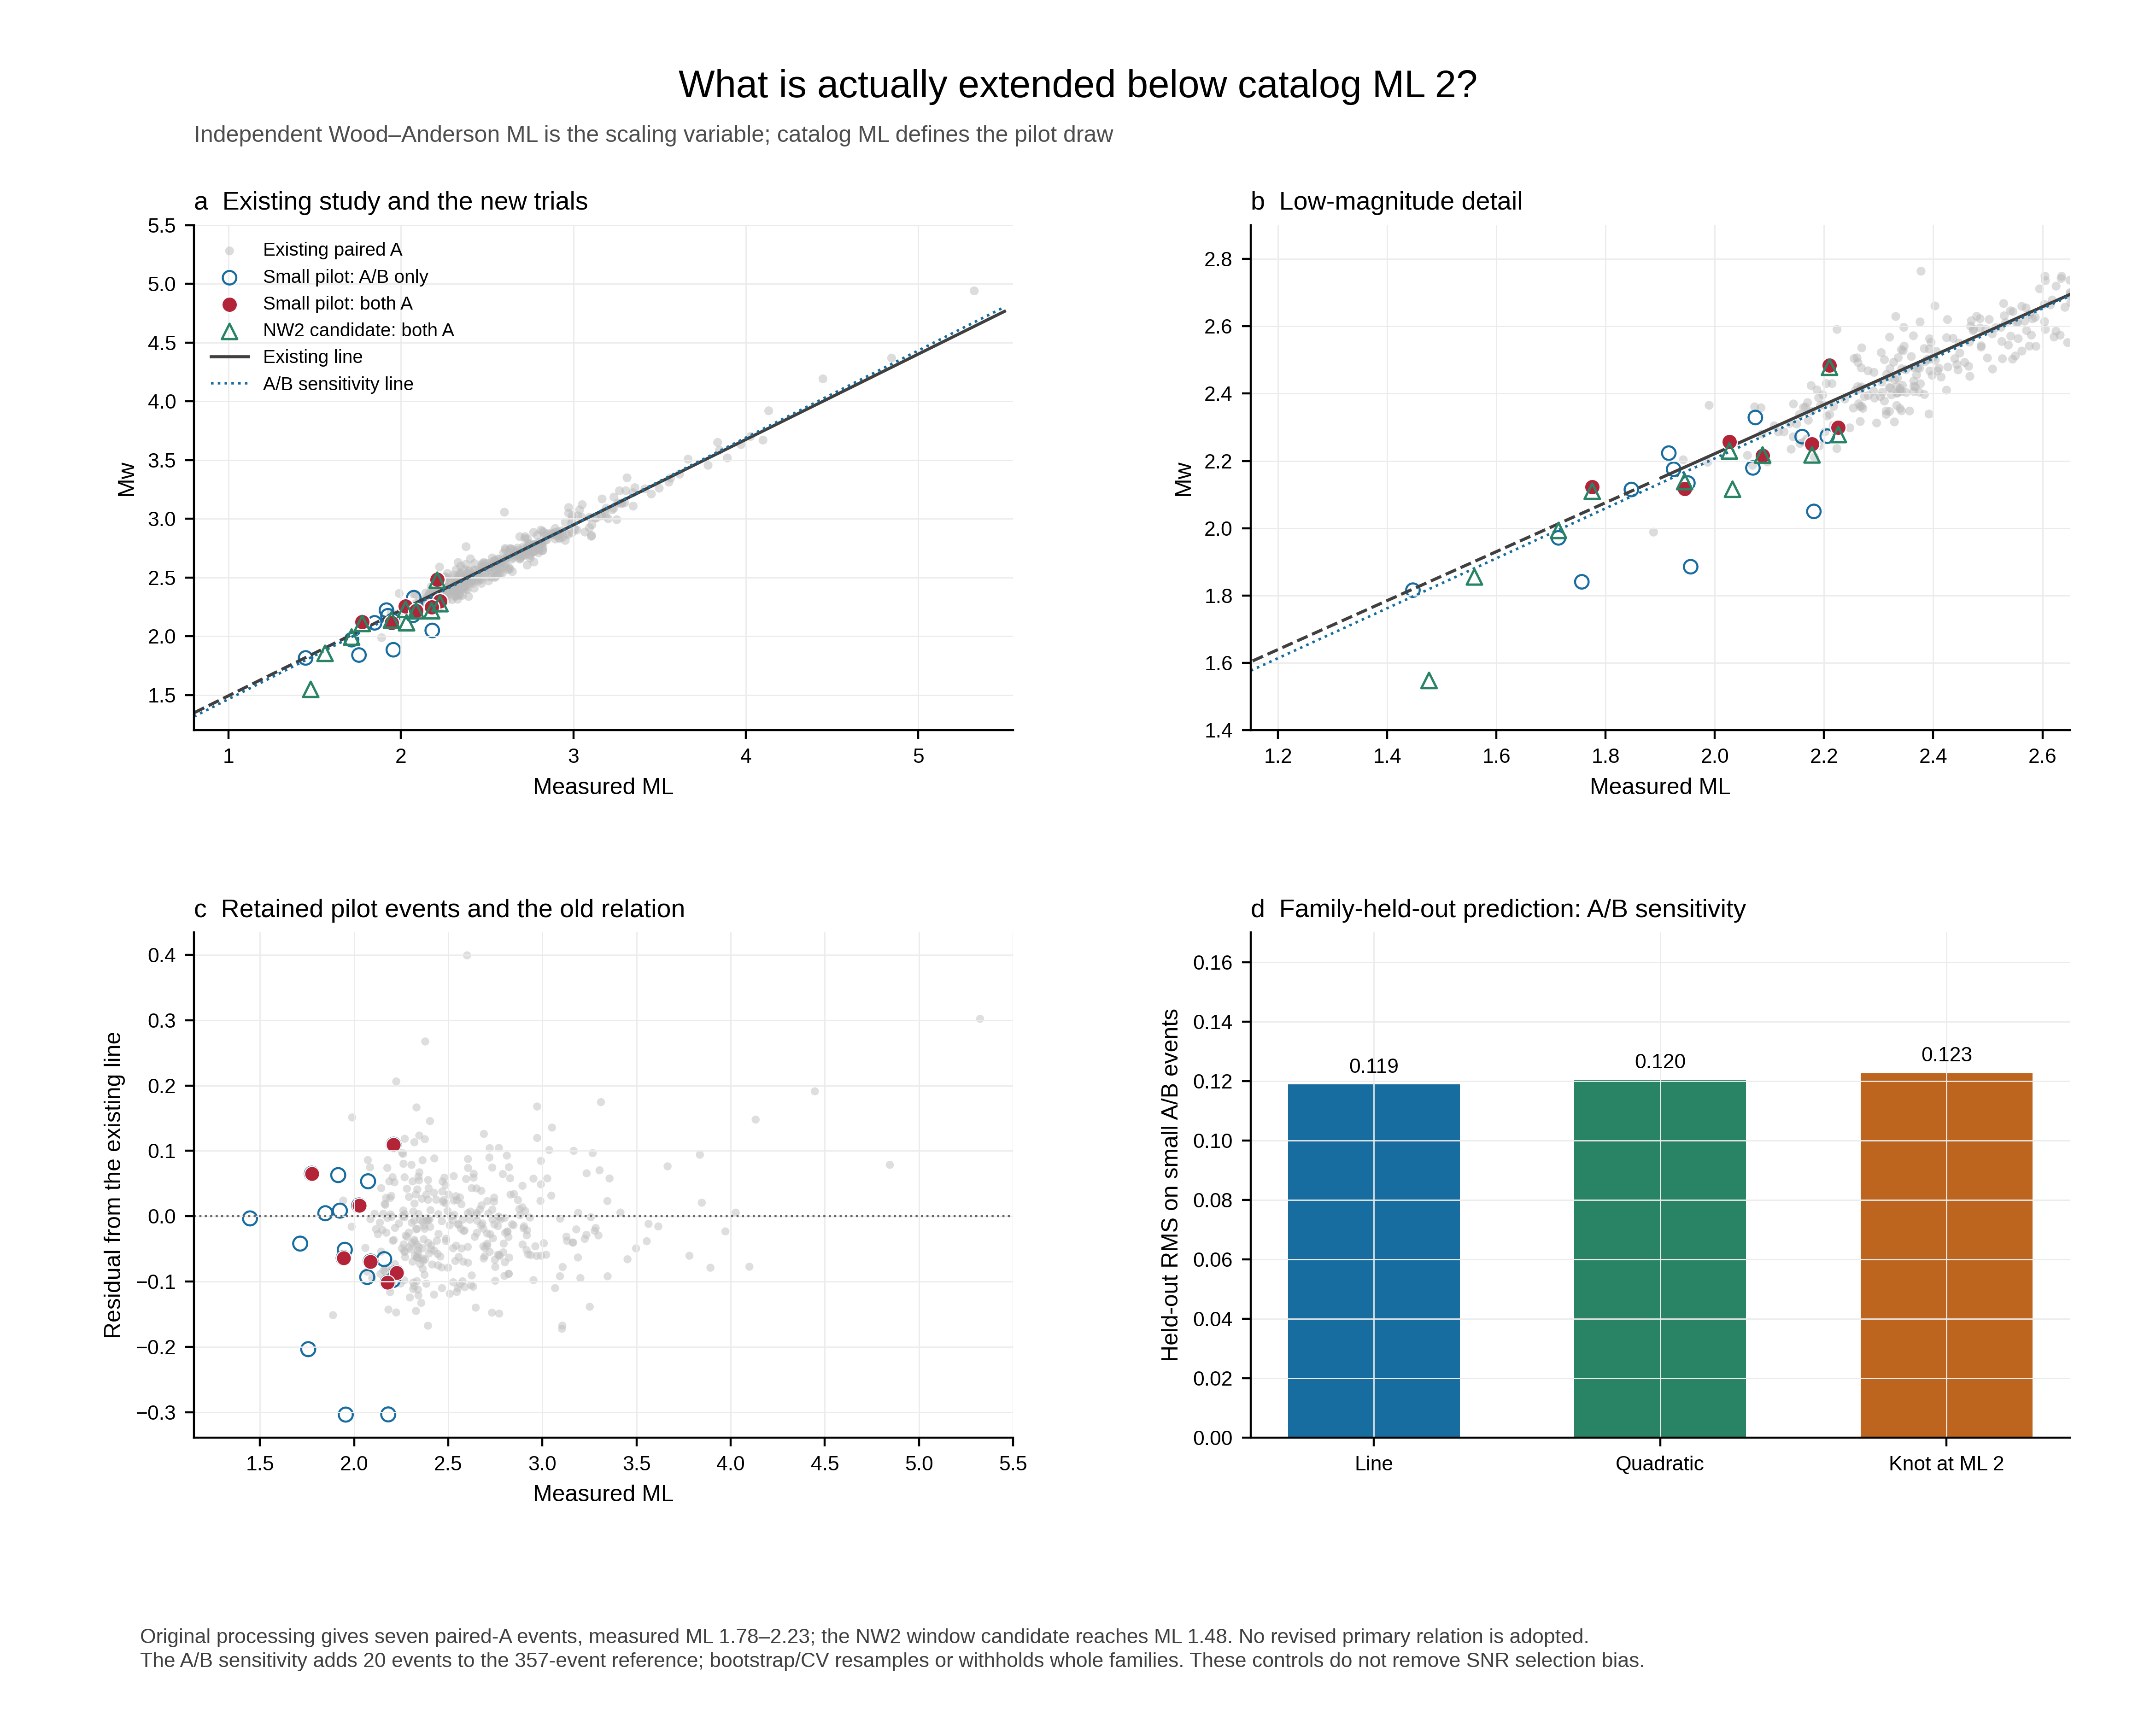 What is actually extended below catalog ML 2?
Independent Wood–Anderson ML is the scaling variable; catalog ML defines the pilot draw
a Existing study and the new trials
5.5
5.0
4.5
4.0
3.5
3.0
2.5
2.0
1.5
Mw
Existing paired A
Small pilot: A/B only
Small pilot: both A
NW2 candidate: both A
Existing line
A/B sensitivity line
1 2 3 4 5
Measured ML
b Low-magnitude detail
2.8
2.6
2.4
2.2
2.0
1.8
1.6
1.4
Mw
1.2 1.4 1.6 1.8 2.0 2.2 2.4 2.6
Measured ML
c Retained pilot events and the old relation
0.4
0.3
0.2
0.1
0.0
−0.1
−0.2
−0.3
Residual from the existing line
1.5 2.0 2.5 3.0 3.5 4.0 4.5 5.0 5.5
Measured ML
d Family-held-out prediction: A/B sensitivity
0.16
0.14
0.12
0.10
0.08
0.06
0.04
0.02
0.00
Held-out RMS on small A/B events
0.119 0.120 0.123
Line Quadratic Knot at ML 2
Original processing gives seven paired-A events, measured ML 1.78–2.23; the NW2 window candidate reaches ML 1.48. No revised primary relation is adopted.
The A/B sensitivity adds 20 events to the 357-event reference; bootstrap/CV resamples or withholds whole families. These controls do not remove SNR selection bias.